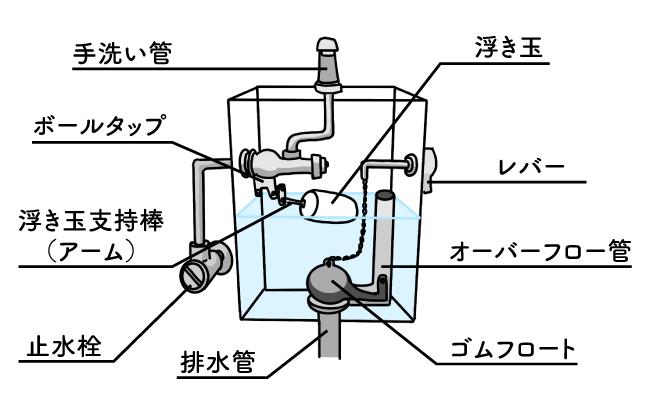 手洗い管
浮き玉
ボールタップ
レバー
浮き玉支持棒
（アーム）
オーバーフロー管
止水栓
排水管
ゴムフロート